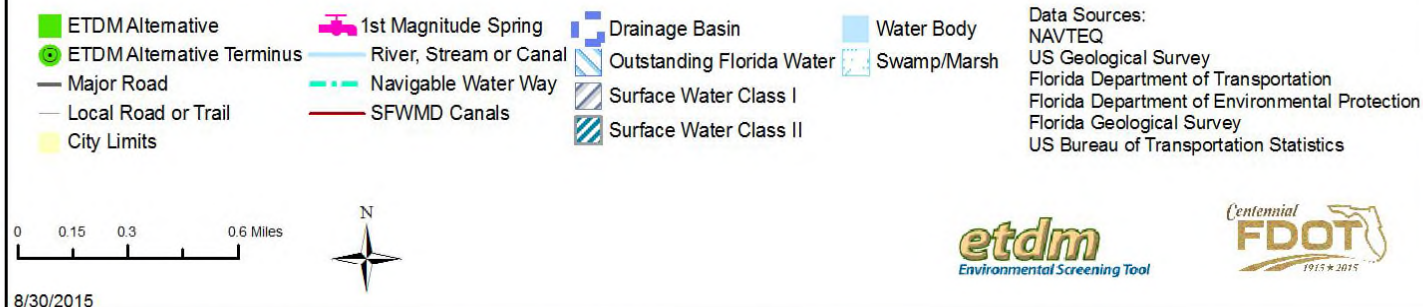 ETDM Alternative
ETDM Alternative Terminus
Major Road
Local Road or Trail
City Limits
1st Magnitude Spring
River, Stream or Canal
Navigable Water Way
SFWMD Canals
Drainage Basin
Outstanding Florida Water
Surface Water Class I
Surface Water Class II
Water Body
Swamp/Marsh
Data Sources:
NAVTEQ
US Geological Survey
Florida Department of Transportation
Florida Department of Environmental Protection
Florida Geological Survey
US Bureau of Transportation Statistics
0 0.15 0.3 0.6 Miles
N
etdm
Environmental Screening Tool
Centennial
FDOT
1915★2015
8/30/2015